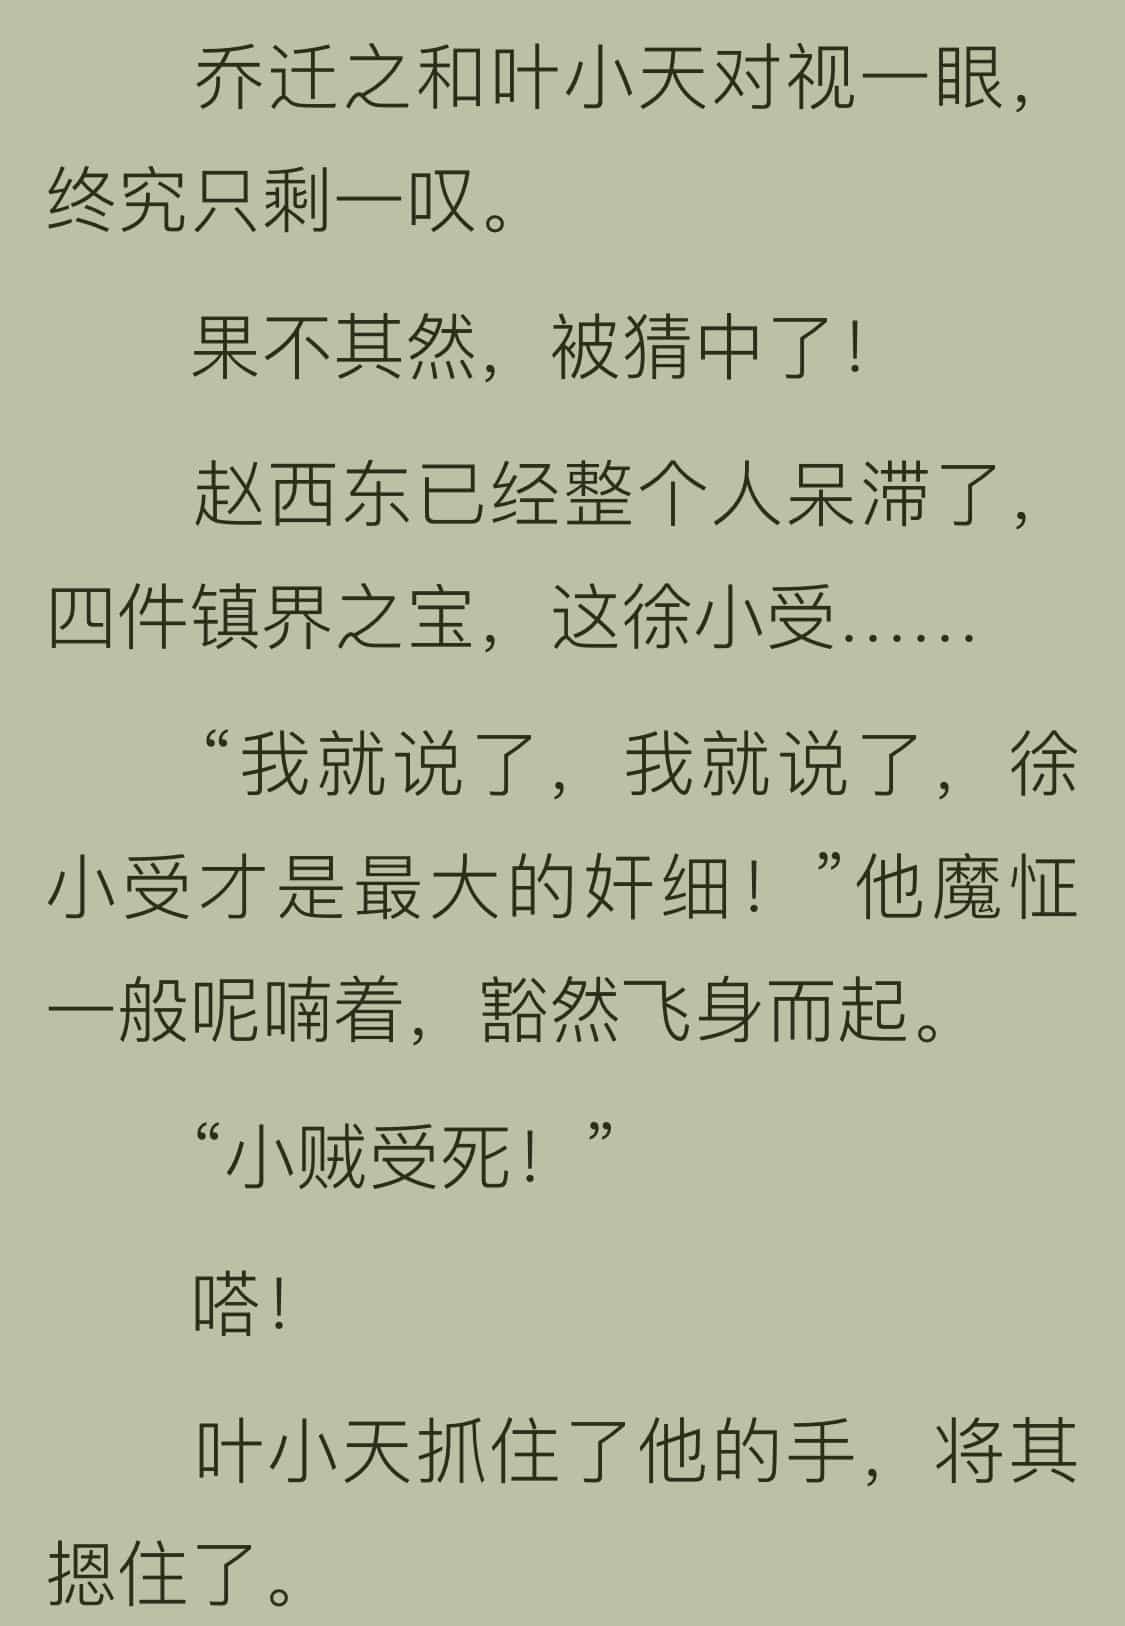 乔迁之和叶小天对视一眼，
终究只剩一叹。
果不其然，被猜中了！
赵西东已经整个人呆滞了，
四件镇界之宝，这徐小受……
“我就说了，我就说了，徐
小受才是最大的奸细！”他魔怔
一般呢喃着，豁然飞身而起。
“小贼受死！”
嗒！
叶小天抓住了他的手，将其
摁住了。